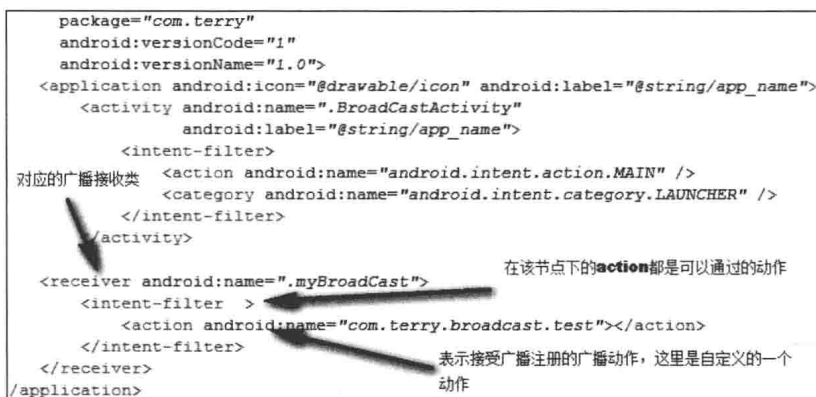 package="com.terry"
android:versionCode="1"
android:versionName="1.0">
<application android:icon="@drawable/icon" android:label="@string/app_name">
<activity android:name=".BroadCastActivity"
android:label="@string/app_name">
<intent-filter>
对应的广播接收类
<action android:name="android.intent.action.MAIN" />
<category android:name="android.intent.category.LAUNCHER" />
</intent-filter>
/activity>
在该节点下的action都是可以通过的动作
<receiver android:name=".myBroadCast">
<intent-filter >
<action android:name="com.terry.broadcast.test"></action>
</intent-filter>
表示接受广播注册的广播动作，这里是自定义的一个
动作
</receiver>
/application>